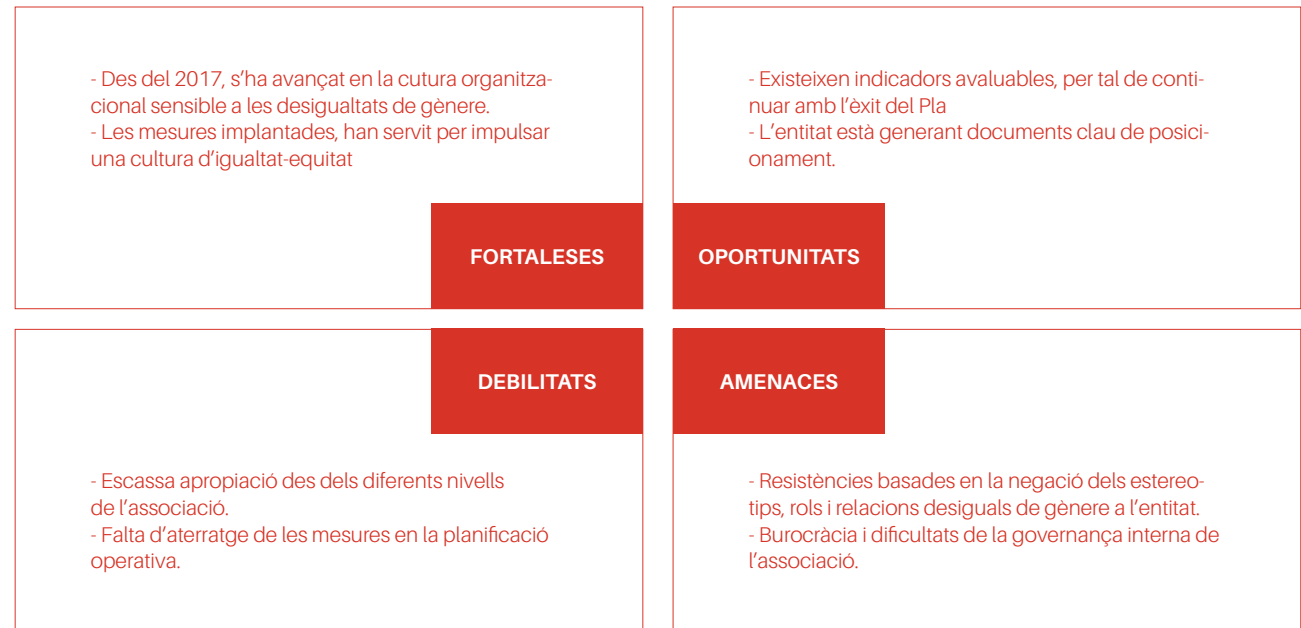 - Des del 2017, s’ha avançat en la cutura organitza-
cional sensible a les desigualtats de gènere.
- Les mesures implantades, han servit per impulsar
una cultura d’igualtat-equitat
FORTALESES
- Existeixen indicadors avaluables, per tal de conti-
nuar amb l’èxit del Pla
- L’entitat està generant documents clau de posici-
onament.
OPORTUNITATS
DEBILITATS
- Escassa apropiació des dels diferents nivells
de l’associació.
- Falta d’aterratge de les mesures en la planificació
operativa.
AMENACES
- Resistències basades en la negació dels estereo-
tips, rols i relacions desiguals de gènere a l’entitat.
- Burocràcia i dificultats de la governança interna de
l’associació.